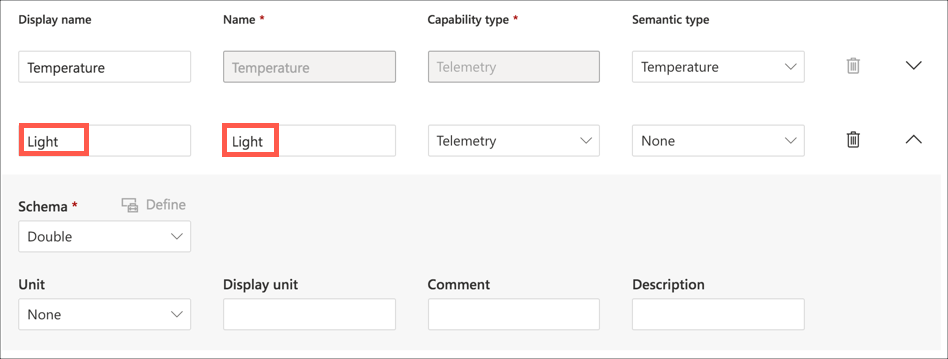 Display name Name * Capability type * Semantic type
Temperature Temperature Telemetry Temperature
Light Light Telemetry None
Schema * Define
Double
Unit Display unit Comment Description
None